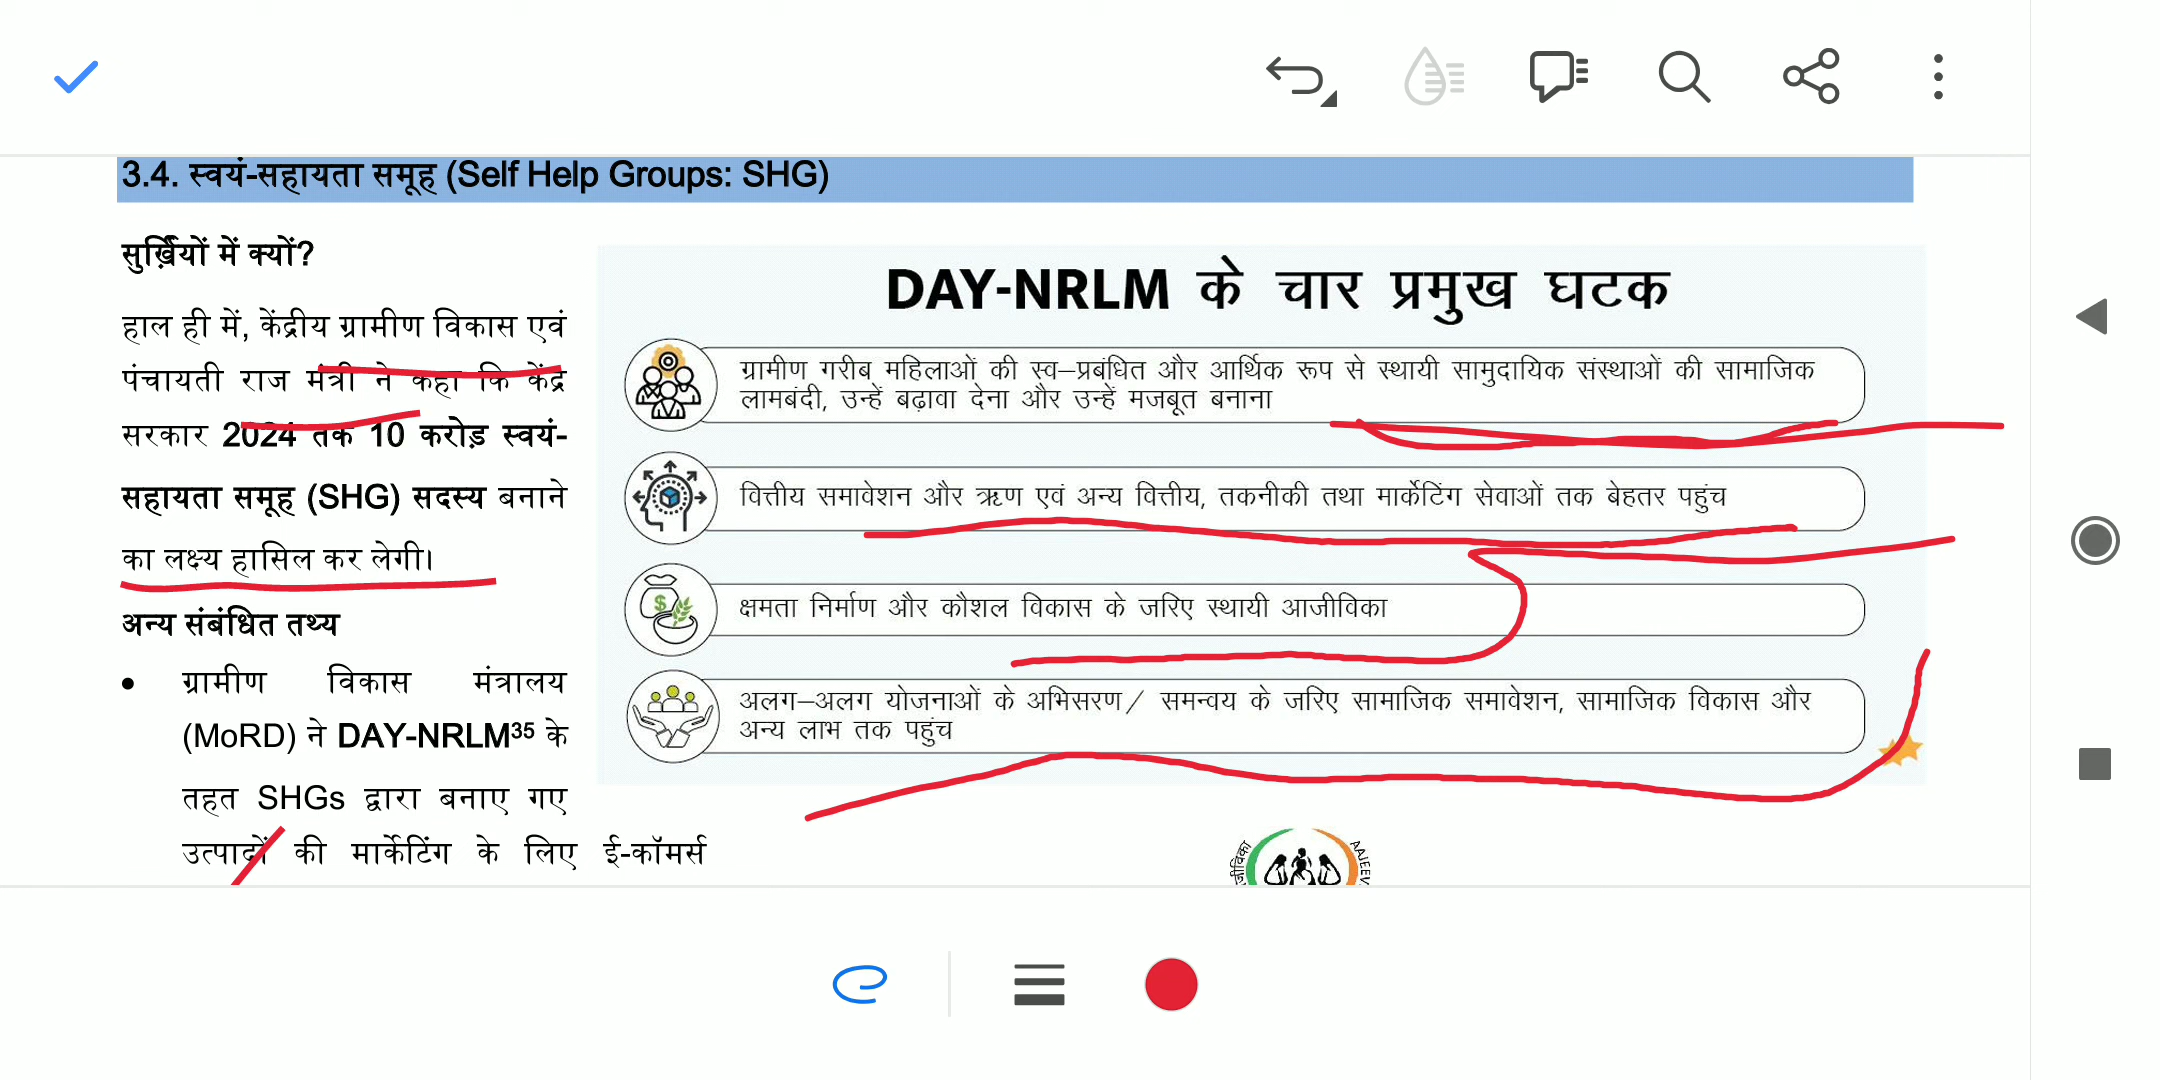 3.4. स्वयं-सहायता समूह (Self Help Groups: SHG)
सुर्ख़ियों में क्यों?
हाल ही में, केंद्रीय ग्रामीण विकास एवं
पंचायती राज मंत्री ने कहा कि केंद्र
सरकार 2024 तक 10 करोड़ स्वयं-
सहायता समूह (SHG) सदस्य बनाने
का लक्ष्य हासिल कर लेगी।
अन्य संबंधित तथ्य
• ग्रामीण विकास मंत्रालय
(MoRD) ने DAY-NRLM³⁵ के
तहत SHGs द्वारा बनाए गए
उत्पादों की मार्केटिंग के लिए ई-कॉमर्स
DAY-NRLM के चार प्रमुख घटक
ग्रामीण गरीब महिलाओं की स्व–प्रबंधित और आर्थिक रूप से स्थायी सामुदायिक संस्थाओं की सामाजिक
लामबंदी, उन्हें बढ़ावा देना और उन्हें मजबूत बनाना
वित्तीय समावेशन और ऋण एवं अन्य वित्तीय, तकनीकी तथा मार्केटिंग सेवाओं तक बेहतर पहुंच
क्षमता निर्माण और कौशल विकास के जरिए स्थायी आजीविका
अलग–अलग योजनाओं के अभिसरण/ समन्वय के जरिए सामाजिक समावेशन, सामाजिक विकास और
अन्य लाभ तक पहुंच